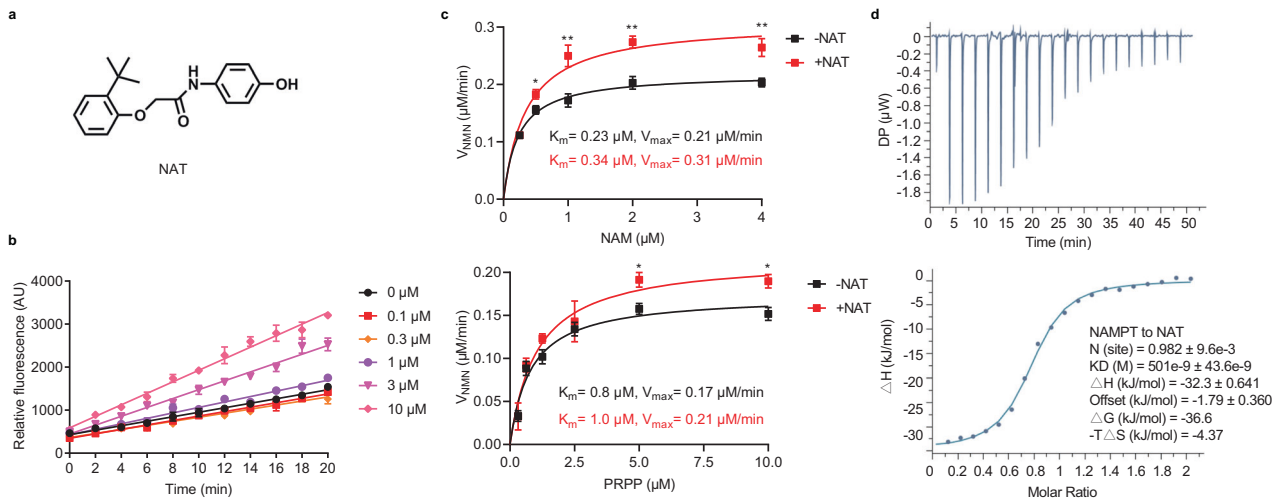 a
OH
H
N
O
O
NAT
b
Relative fluorescence (AU)
4000
3000
2000
1000
0
0 2 4 6 8 10 12 14 16 18 20
Time (min)
0 µM
0.1 µM
0.3 µM
1 µM
3 µM
10 µM
c
V_NMN (µM/min)
0.3
0.2
0.1
0.0
0 1 2 3 4
NAM (µM)
* ** ** **
-NAT
+NAT
K_m= 0.23 µM, V_max= 0.21 µM/min
K_m= 0.34 µM, V_max= 0.31 µM/min
V_NMN (µM/min)
0.20
0.15
0.10
0.05
0.00
0.0 2.5 5.0 7.5 10.0
PRPP (µM)
* *
-NAT
+NAT
K_m= 0.8 µM, V_max= 0.17 µM/min
K_m= 1.0 µM, V_max= 0.21 µM/min
d
DP (µW)
0
-0.2
-0.4
-0.6
-0.8
-1.0
-1.2
-1.4
-1.6
-1.8
0 5 10 15 20 25 30 35 40 45 50
Time (min)
△H (kJ/mol)
0
-5
-10
-15
-20
-25
-30
0 0.2 0.4 0.6 0.8 1.0 1.2 1.4 1.6 1.8 2
Molar Ratio
NAMPT to NAT
N (site) = 0.982 ± 9.6e-3
KD (M) = 501e-9 ± 43.6e-9
△H (kJ/mol) = -32.3 ± 0.641
Offset (kJ/mol) = -1.79 ± 0.360
△G (kJ/mol) = -36.6
-T△S (kJ/mol) = -4.37